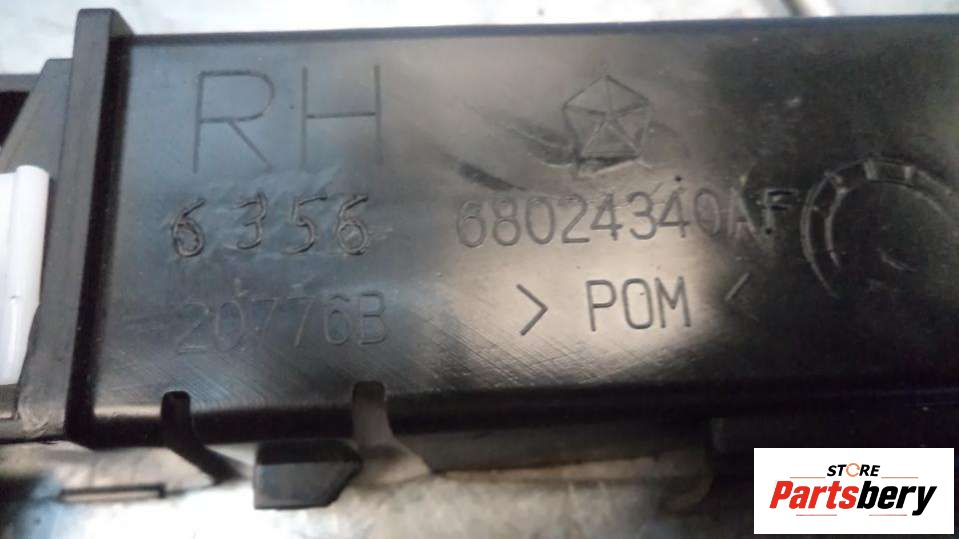 RH
6356 68024340AF
20776B > POM <
STORE
Partsbery